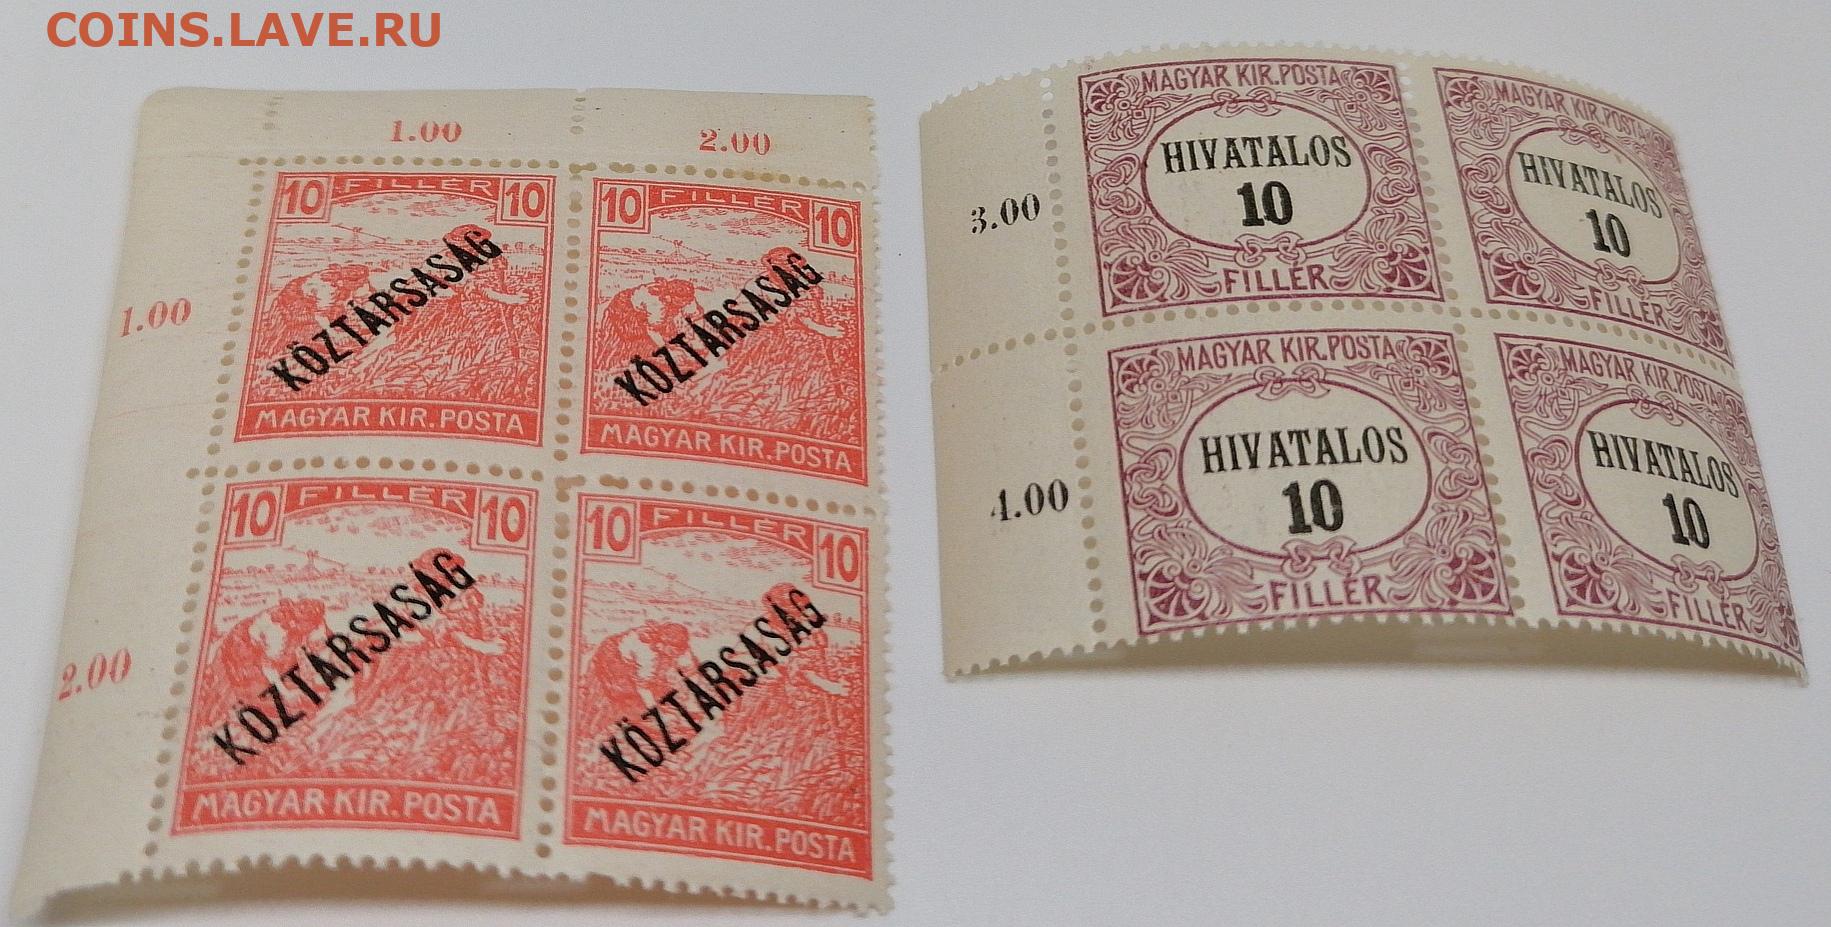 COINS.LAVE.RU
1.00
2.00
1.00
2.00
10 FILLÉR 10
KÖZTÁRSASÁG
MAGYAR KIR. POSTA
10 FILLÉR 10
KÖZTÁRSASÁG
MAGYAR KIR. POSTA
10 FILLÉR 10
KÖZTÁRSASÁG
MAGYAR KIR. POSTA
10 FILLÉR 10
KÖZTÁRSASÁG
MAGYAR KIR. POSTA
3.00
4.00
MAGYAR KIR. POSTA
HIVATALOS
10
FILLÉR
MAGYAR KIR. POSTA
HIVATALOS
10
FILLÉR
MAGYAR KIR. POSTA
HIVATALOS
10
FILLÉR
MAGYAR KIR. POSTA
HIVATALOS
10
FILLÉR